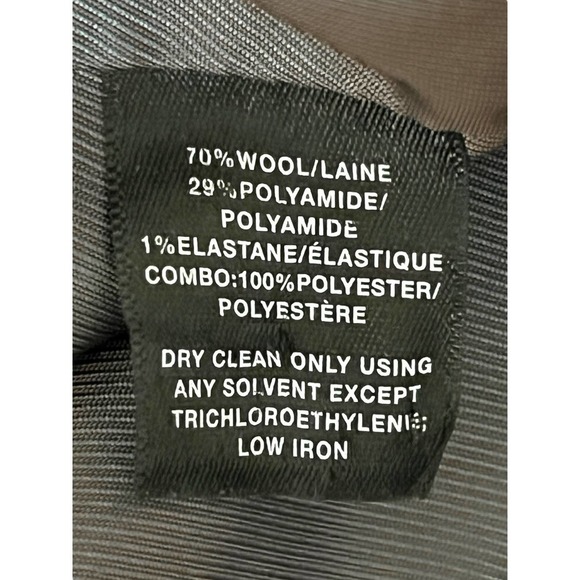 70%WOOL/LAINE
29%POLYAMIDE/
POLYAMIDE
1%ELASTANE/ÉLASTIQUE
COMBO:100%POLYESTER/
POLYESTÈRE
DRY CLEAN ONLY USING
ANY SOLVENT EXCEPT
TRICHLOROETHYLENE;
LOW IRON